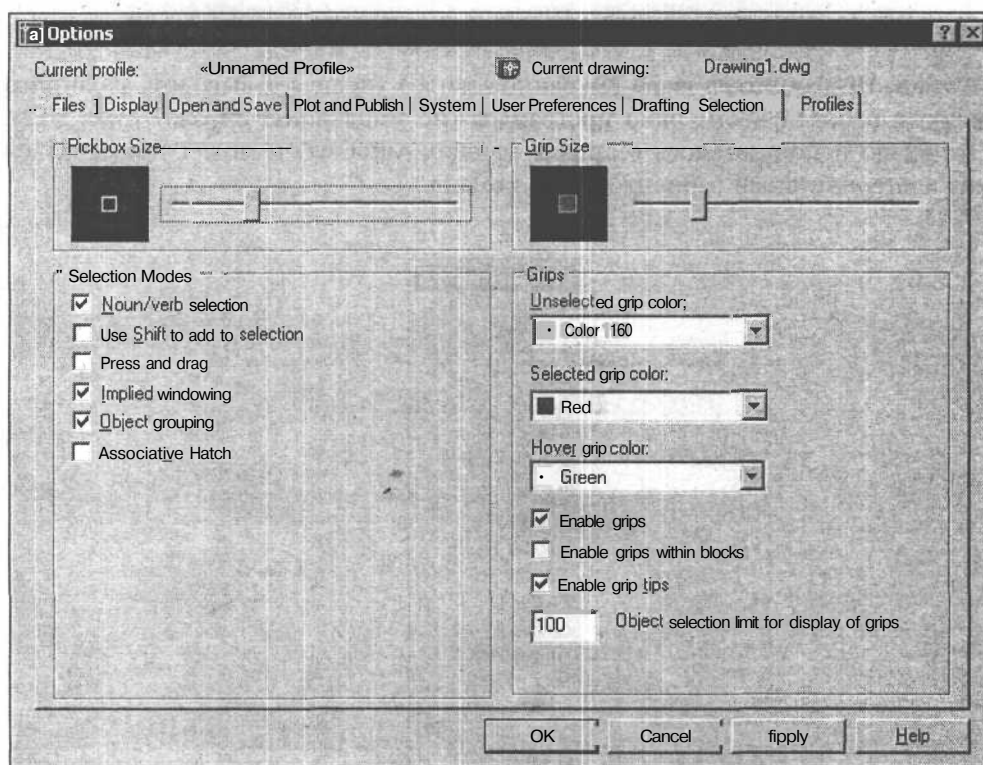 a Options
Current profile: «Unnamed Profile» Current drawing: Drawing1.dwg
.. Files ] Display | Open and Save | Plot and Publish | System | User Preferences | Drafting Selection | Profiles |
Pickbox Size
Grip Size
" Selection Modes
Noun/verb selection
Use Shift to add to selection
Press and drag
Implied windowing
Object grouping
Associative Hatch
Grips
Unselected grip color;
Color 160
Selected grip color:
Red
Hover grip color:
Green
Enable grips
Enable grips within blocks
Enable grip tips
100 Object selection limit for display of grips
OK Cancel fipply Help